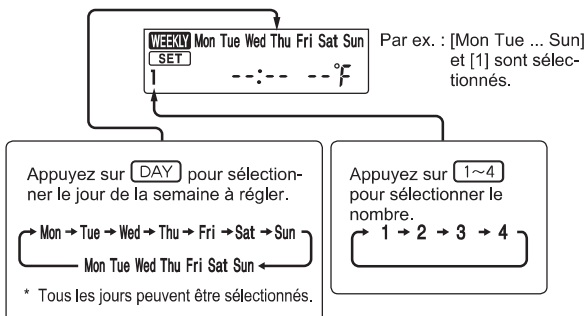 WEEKLY Mon Tue Wed Thu Fri Sat Sun
SET
1 --:-- --°F
Par ex. : [Mon Tue ... Sun]
et [1] sont sélec-
tionnés.
Appuyez sur DAY pour sélection-
ner le jour de la semaine à régler.
→ Mon → Tue → Wed → Thu → Fri → Sat → Sun
Mon Tue Wed Thu Fri Sat Sun ←
* Tous les jours peuvent être sélectionnés.
Appuyez sur 1~4
pour sélectionner le
nombre.
→ 1 → 2 → 3 → 4